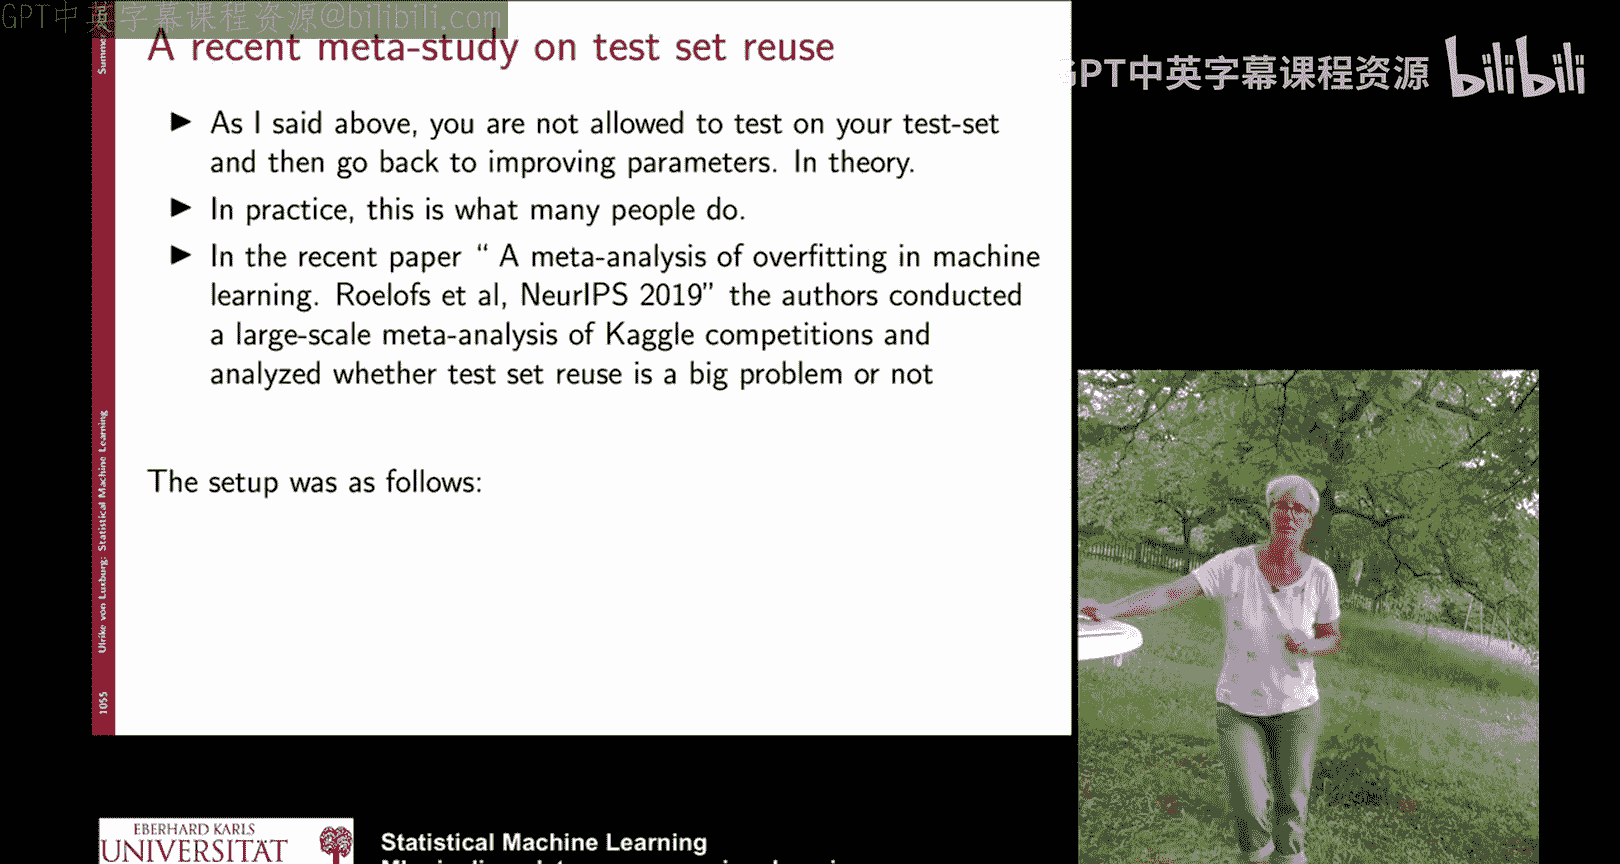 GPT中英字幕课程资源@bilibili.com
A recent meta-study on test set reuse
GPT中英字幕课程资源 bilibili
▶ As I said above, you are not allowed to test on your test-set
and then go back to improving parameters. In theory.
▶ In practice, this is what many people do.
▶ In the recent paper “ A meta-analysis of overfitting in machine
learning. Roelofs et al, NeurIPS 2019” the authors conducted
a large-scale meta-analysis of Kaggle competitions and
analyzed whether test set reuse is a big problem or not
The setup was as follows:
Summer
Ulrike von Luxburg: Statistical Machine Learning
1055
EBERHARD KARLS
UNIVERSITÄT
Statistical Machine Learning